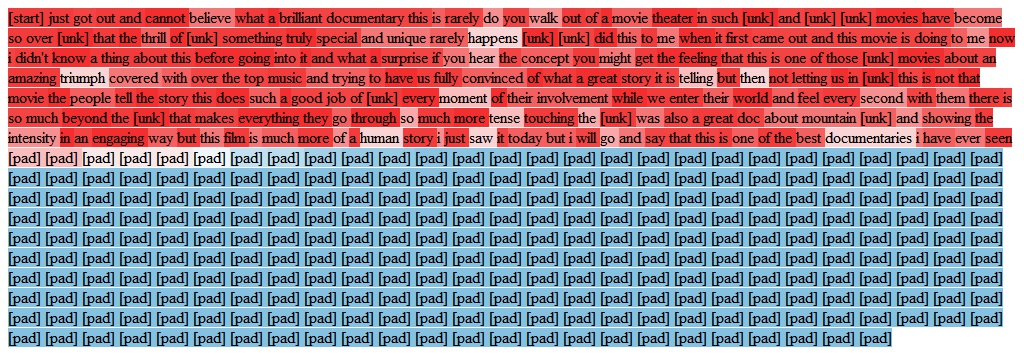 [start] just got out and cannot believe what a brilliant documentary this is rarely do you walk out of a movie theater in such [unk] and [unk] [unk] movies have become
so over [unk] that the thrill of [unk] something truly special and unique rarely happens [unk] [unk] did this to me when it first came out and this movie is doing to me now
i didn't know a thing about this before going into it and what a surprise if you hear the concept you might get the feeling that this is one of those [unk] movies about an
amazing triumph covered with over the top music and trying to have us fully convinced of what a great story it is telling but then not letting us in [unk] this is not that
movie the people tell the story this does such a good job of [unk] every moment of their involvement while we enter their world and feel every second with them there is
so much beyond the [unk] that makes everything they go through so much more tense touching the [unk] was also a great doc about mountain [unk] and showing the
intensity in an engaging way but this film is much more of a human story i just saw it today but i will go and say that this is one of the best documentaries i have ever seen
[pad] [pad] [pad] [pad] [pad] [pad] [pad] [pad] [pad] [pad] [pad] [pad] [pad] [pad] [pad] [pad] [pad] [pad] [pad] [pad] [pad] [pad] [pad] [pad] [pad] [pad] [pad]
[pad] [pad] [pad] [pad] [pad] [pad] [pad] [pad] [pad] [pad] [pad] [pad] [pad] [pad] [pad] [pad] [pad] [pad] [pad] [pad] [pad] [pad] [pad] [pad] [pad] [pad] [pad]
[pad] [pad] [pad] [pad] [pad] [pad] [pad] [pad] [pad] [pad] [pad] [pad] [pad] [pad] [pad] [pad] [pad] [pad] [pad] [pad] [pad] [pad] [pad] [pad] [pad] [pad] [pad]
[pad] [pad] [pad] [pad] [pad] [pad] [pad] [pad] [pad] [pad] [pad] [pad] [pad] [pad] [pad] [pad] [pad] [pad] [pad] [pad] [pad] [pad] [pad] [pad] [pad] [pad] [pad]
[pad] [pad] [pad] [pad] [pad] [pad] [pad] [pad] [pad] [pad] [pad] [pad] [pad] [pad] [pad] [pad] [pad] [pad] [pad] [pad] [pad] [pad] [pad] [pad] [pad] [pad] [pad]
[pad] [pad] [pad] [pad] [pad] [pad] [pad] [pad] [pad] [pad] [pad] [pad] [pad] [pad] [pad] [pad] [pad] [pad] [pad] [pad] [pad] [pad] [pad] [pad] [pad] [pad] [pad]
[pad] [pad] [pad] [pad] [pad] [pad] [pad] [pad] [pad] [pad] [pad] [pad] [pad] [pad] [pad] [pad] [pad] [pad] [pad] [pad] [pad] [pad] [pad] [pad] [pad] [pad] [pad]
[pad] [pad] [pad] [pad] [pad] [pad] [pad] [pad] [pad] [pad] [pad] [pad] [pad] [pad] [pad] [pad] [pad] [pad] [pad] [pad] [pad] [pad] [pad] [pad] [pad] [pad] [pad]
[pad] [pad] [pad] [pad] [pad] [pad] [pad] [pad] [pad] [pad] [pad] [pad] [pad] [pad] [pad] [pad] [pad] [pad] [pad] [pad] [pad] [pad] [pad] [pad] [pad] [pad] [pad]
[pad] [pad] [pad] [pad] [pad] [pad] [pad] [pad] [pad] [pad] [pad] [pad] [pad] [pad] [pad] [pad] [pad] [pad] [pad] [pad] [pad] [pad] [pad] [pad]